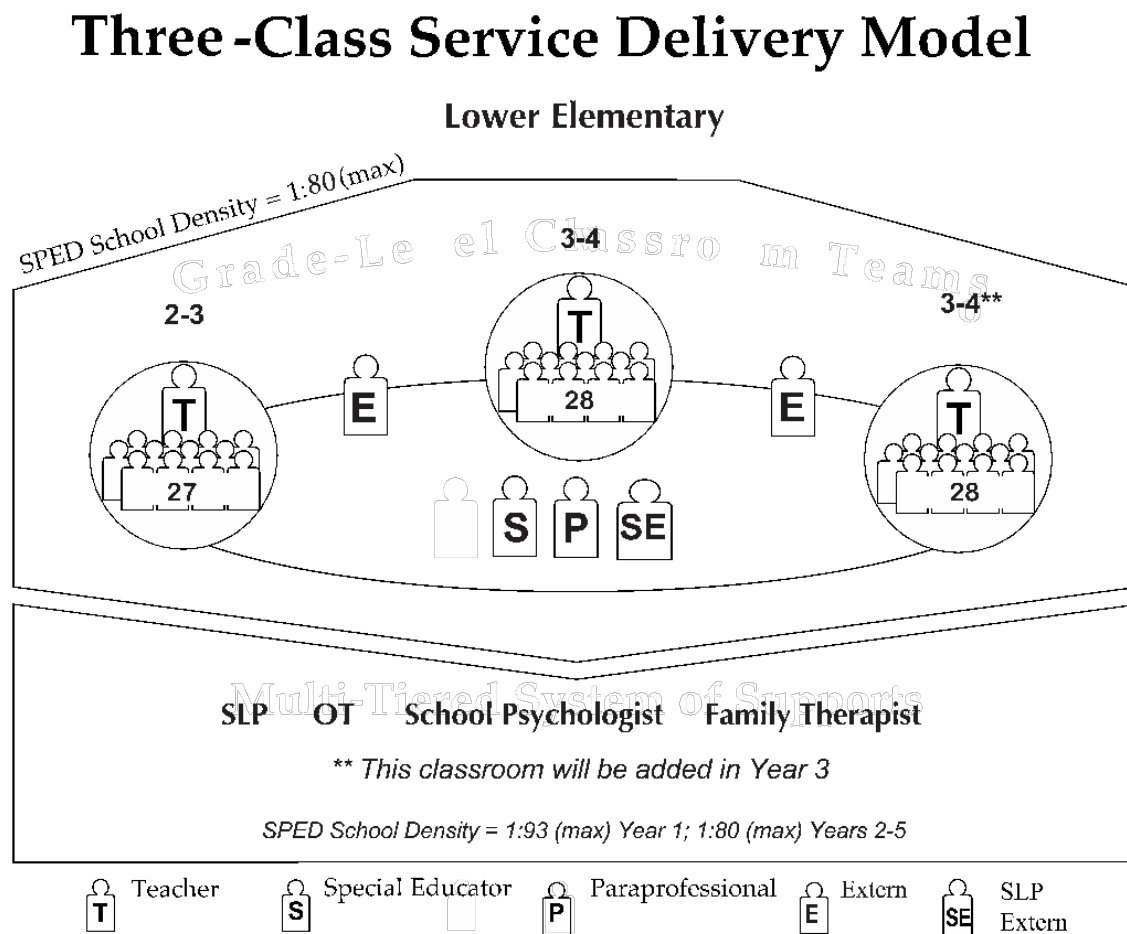 Three-Class Service Delivery Model
Lower Elementary
SPED School Density = 1:80 (max)
Grade-Le el Classro m Teams
o
3-4
2-3
3-4**
T
28
E
E
T
27
T
28
S
P
SE
Multi-Tiered System of Supports
SLP OT School Psychologist Family Therapist
** This classroom will be added in Year 3
SPED School Density = 1:93 (max) Year 1; 1:80 (max) Years 2-5
T Teacher
S Special Educator
P Paraprofessional
E Extern
SE SLP Extern